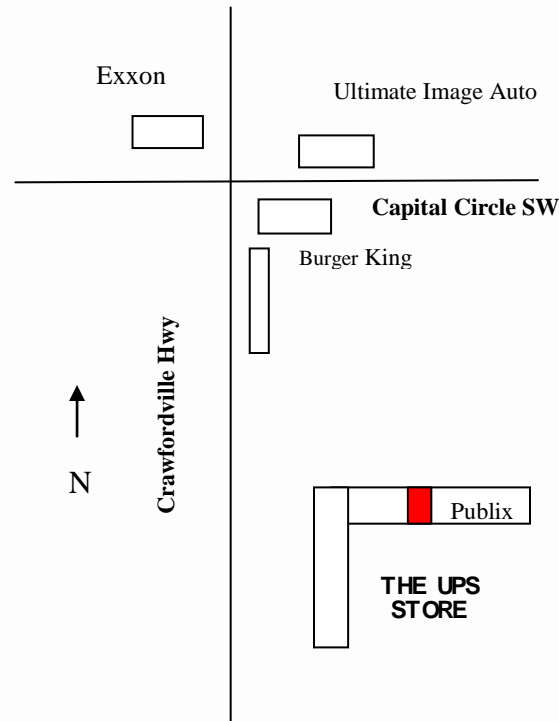 Exxon
Ultimate Image Auto
Capital Circle SW
Burger King
Crawfordville Hwy
N
Publix
THE UPS
STORE